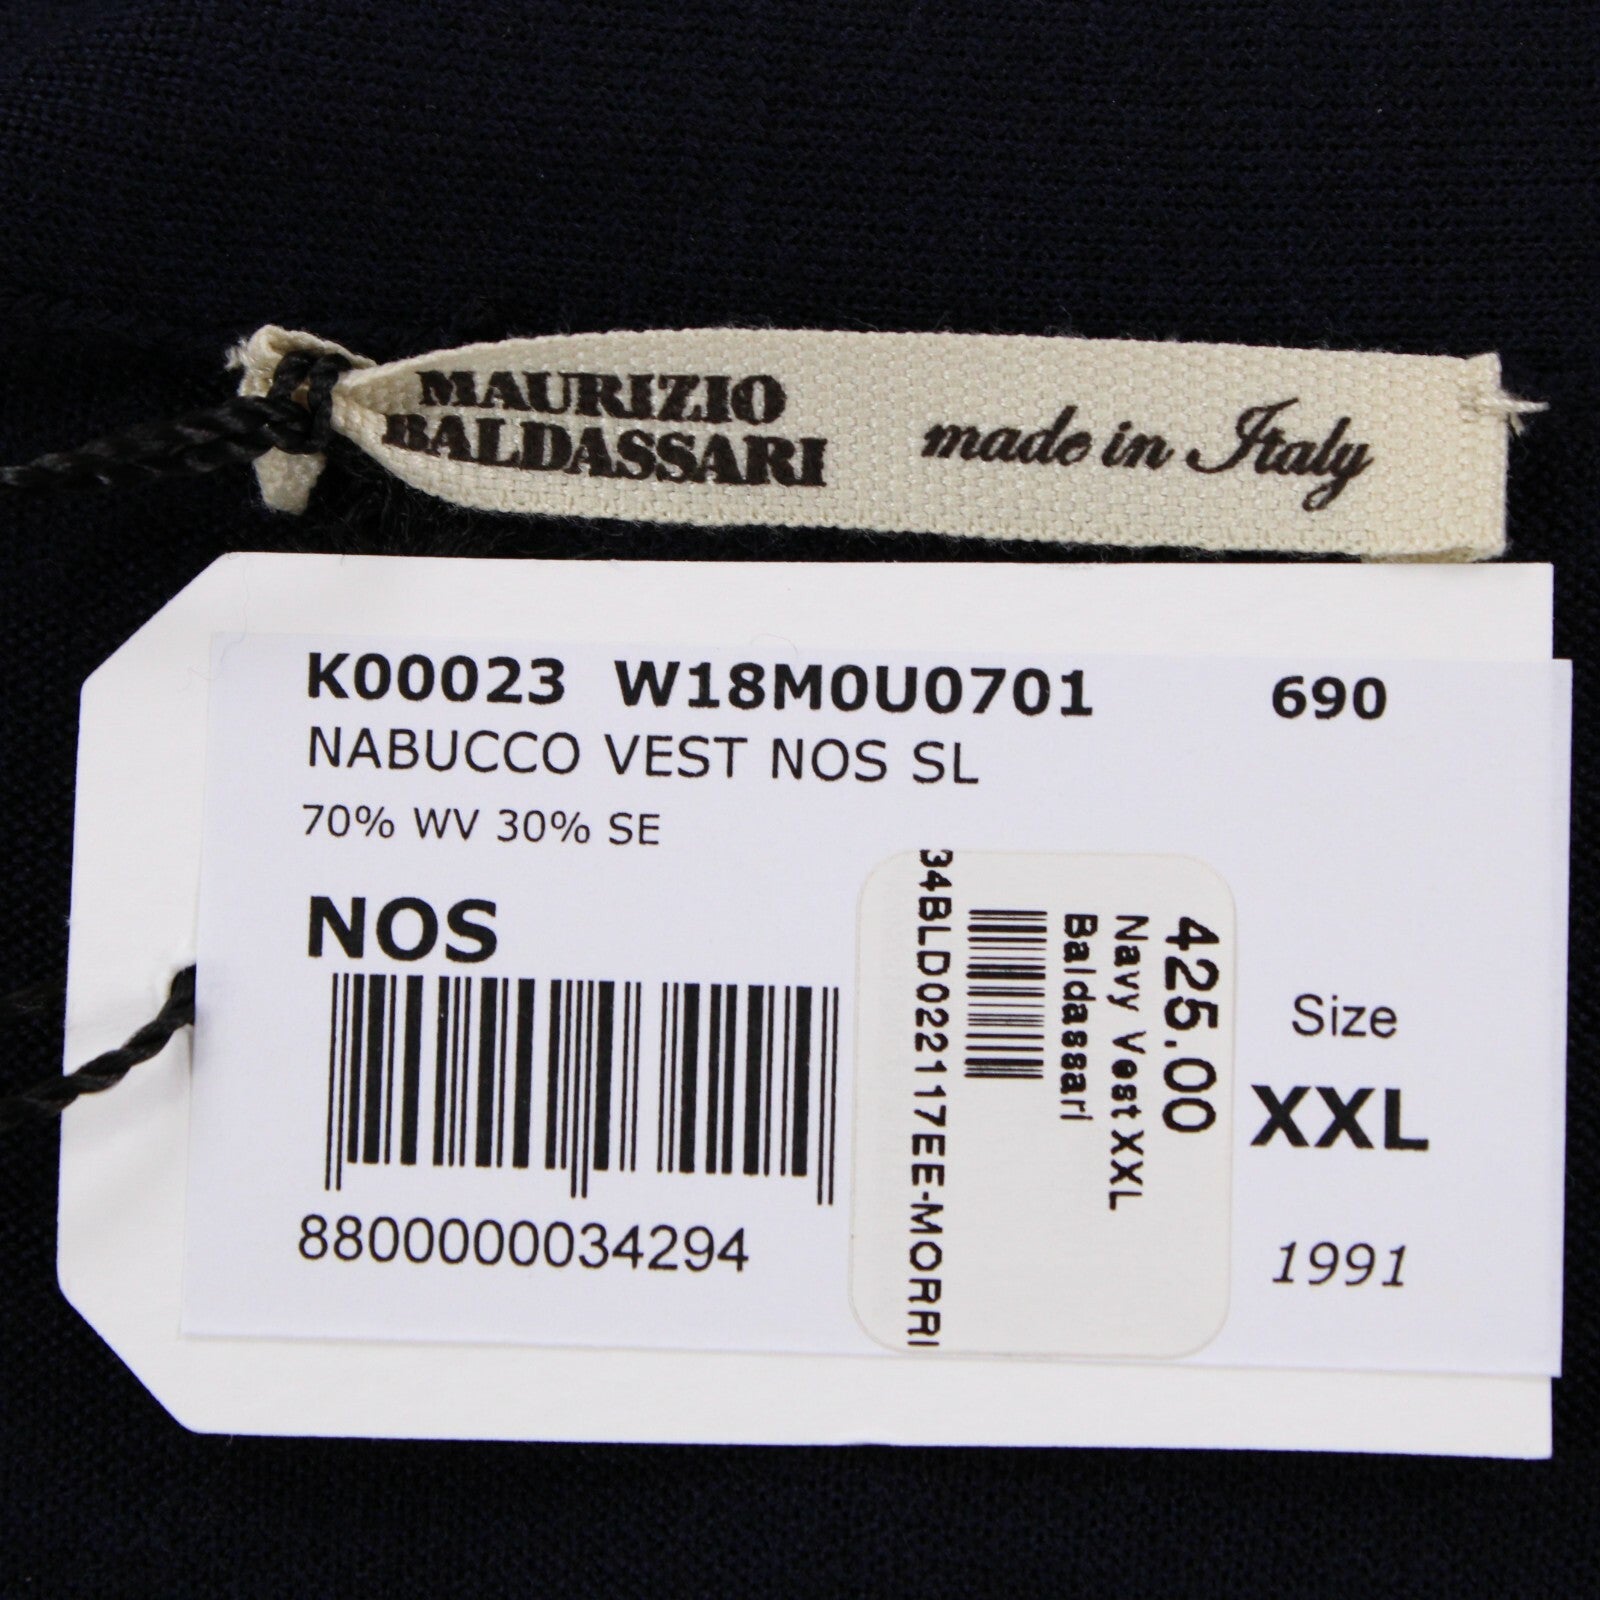 MAURIZIO
BALDASSARI
made in Italy
K00023 W18M0U0701 690
NABUCCO VEST NOS SL
70% WV 30% SE
NOS
8800000034294
425.00
Navy Vest XXL
Baldassari
34BLD022117EE-MORRI
Size
XXL
1991